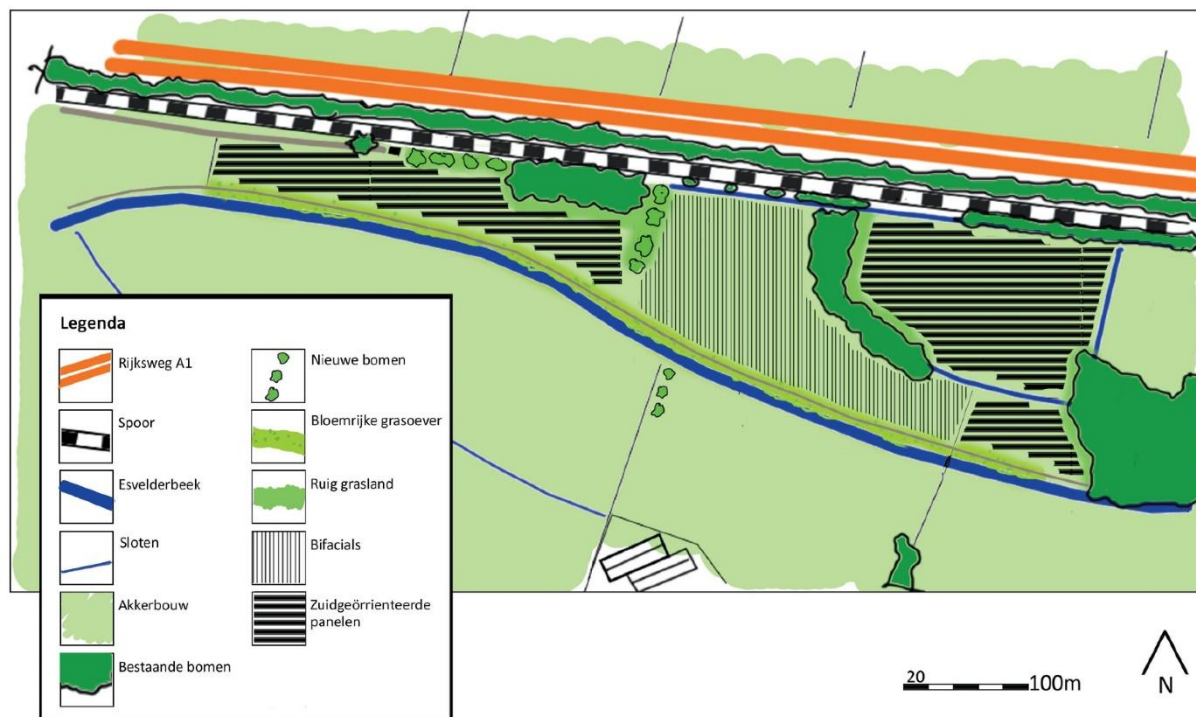 Legenda
Rijksweg A1
Spoor
Esvelderbeek
Sloten
Akkerbouw
Bestaande bomen
Nieuwe bomen
Bloemrijke grasoever
Ruig grasland
Bifacials
Zuidgeörrienteerde
panelen
20
100m
N